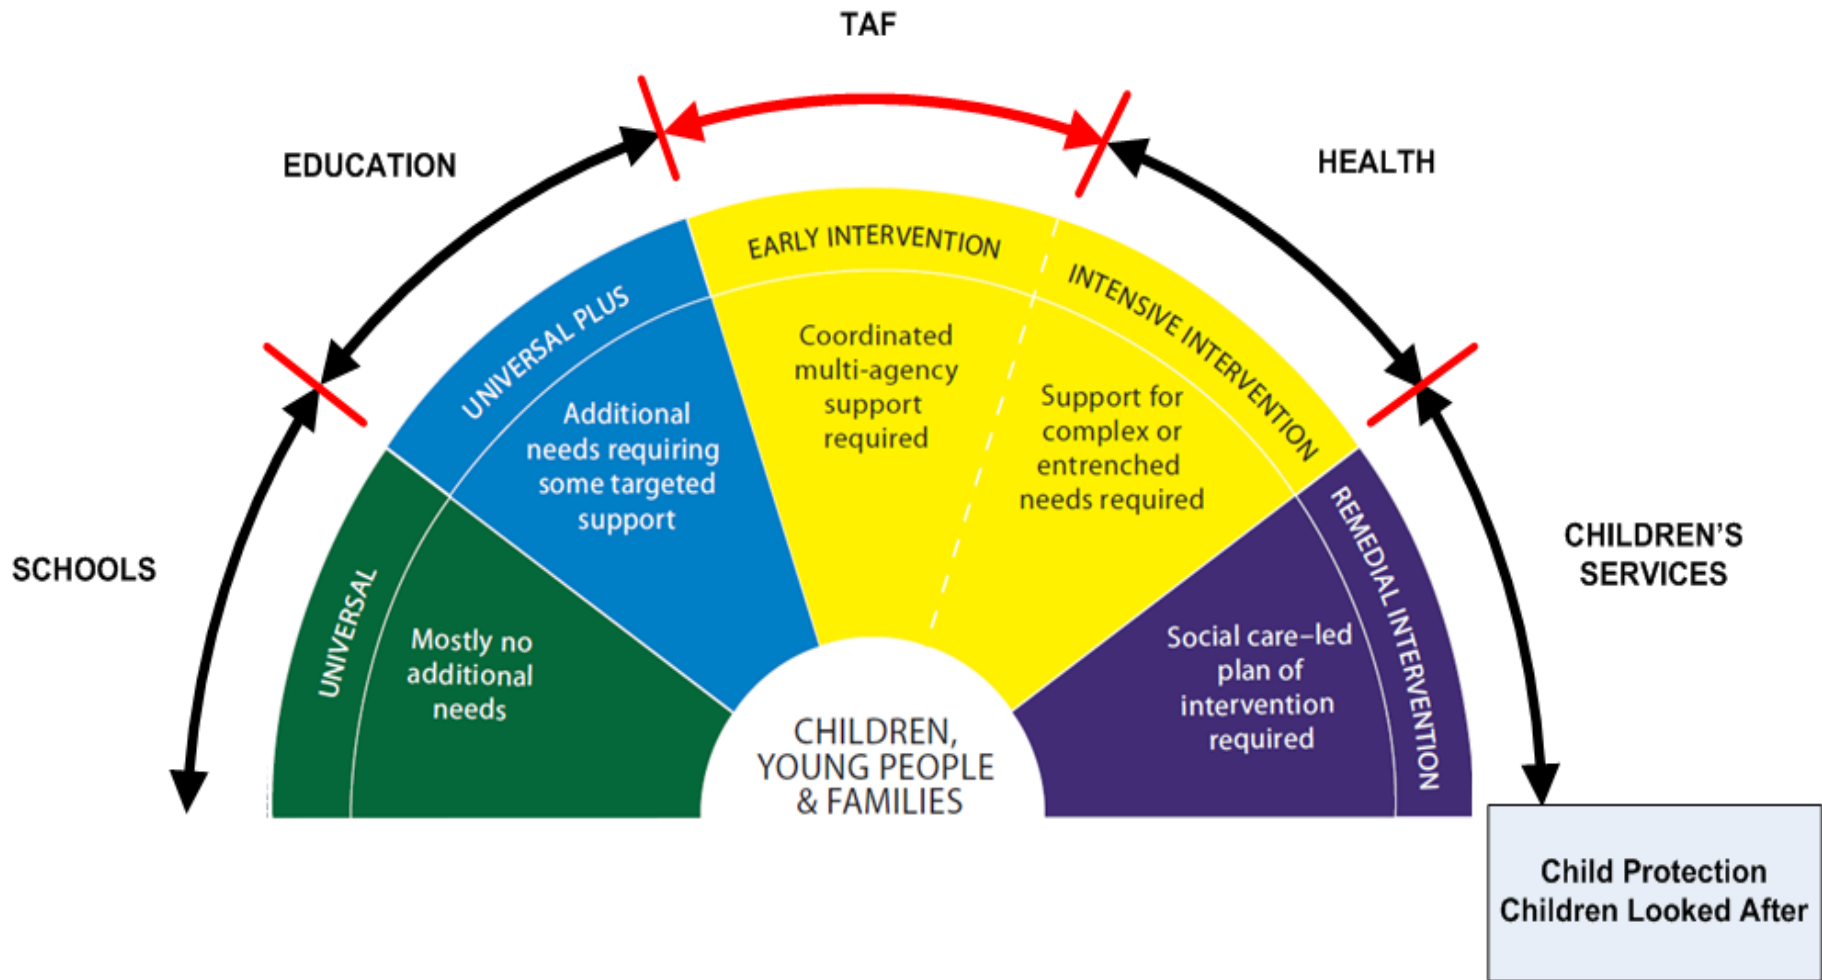 TAF
EDUCATION
HEALTH
SCHOOLS
CHILDREN'S
SERVICES
UNIVERSAL
Mostly no
additional
needs
UNIVERSAL PLUS
Additional
needs requiring
some targeted
support
EARLY INTERVENTION
Coordinated
multi-agency
support
required
INTENSIVE INTERVENTION
Support for
complex or
entrenched
needs required
REMEDIAL INTERVENTION
Social care–led
plan of
intervention
required
CHILDREN,
YOUNG PEOPLE
& FAMILIES
Child Protection
Children Looked After